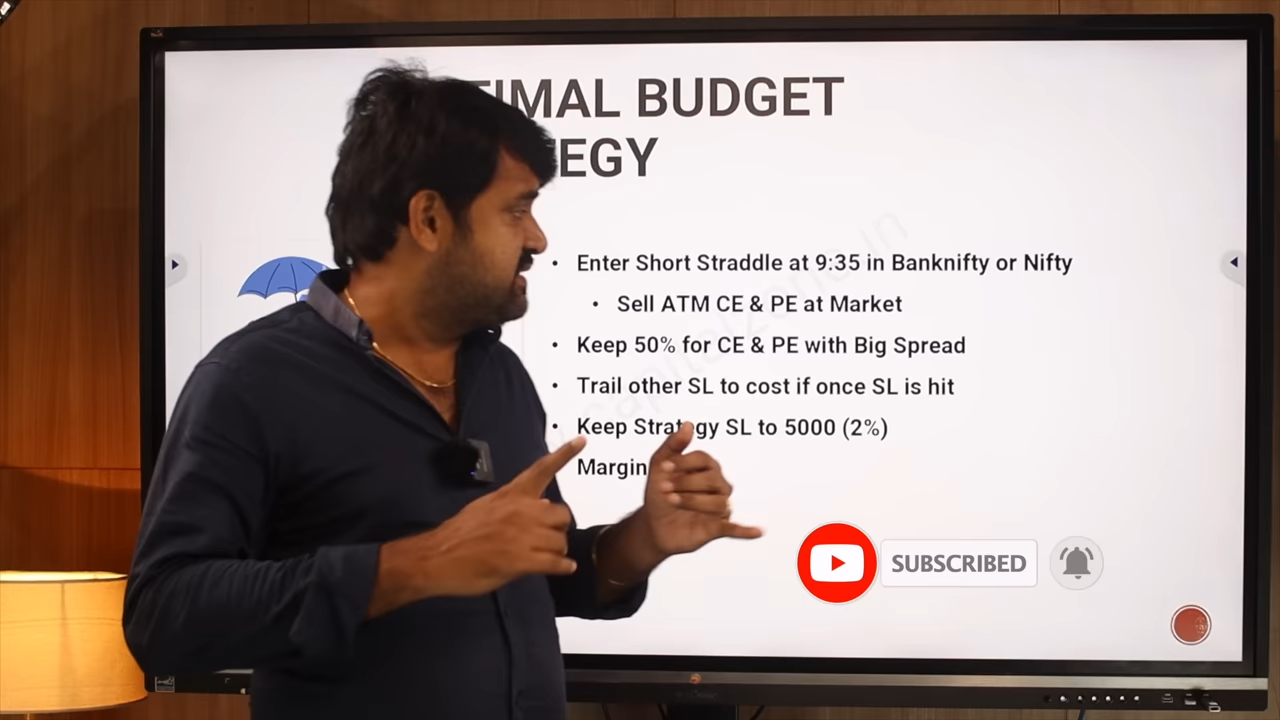 TIMAL BUDGET
EGY
• Enter Short Straddle at 9:35 in Banknifty or Nifty
• Sell ATM CE & PE at Market
• Keep 50% for CE & PE with Big Spread
• Trail other SL to cost if once SL is hit
• Keep Strategy SL to 5000 (2%)
Margin
SUBSCRIBED